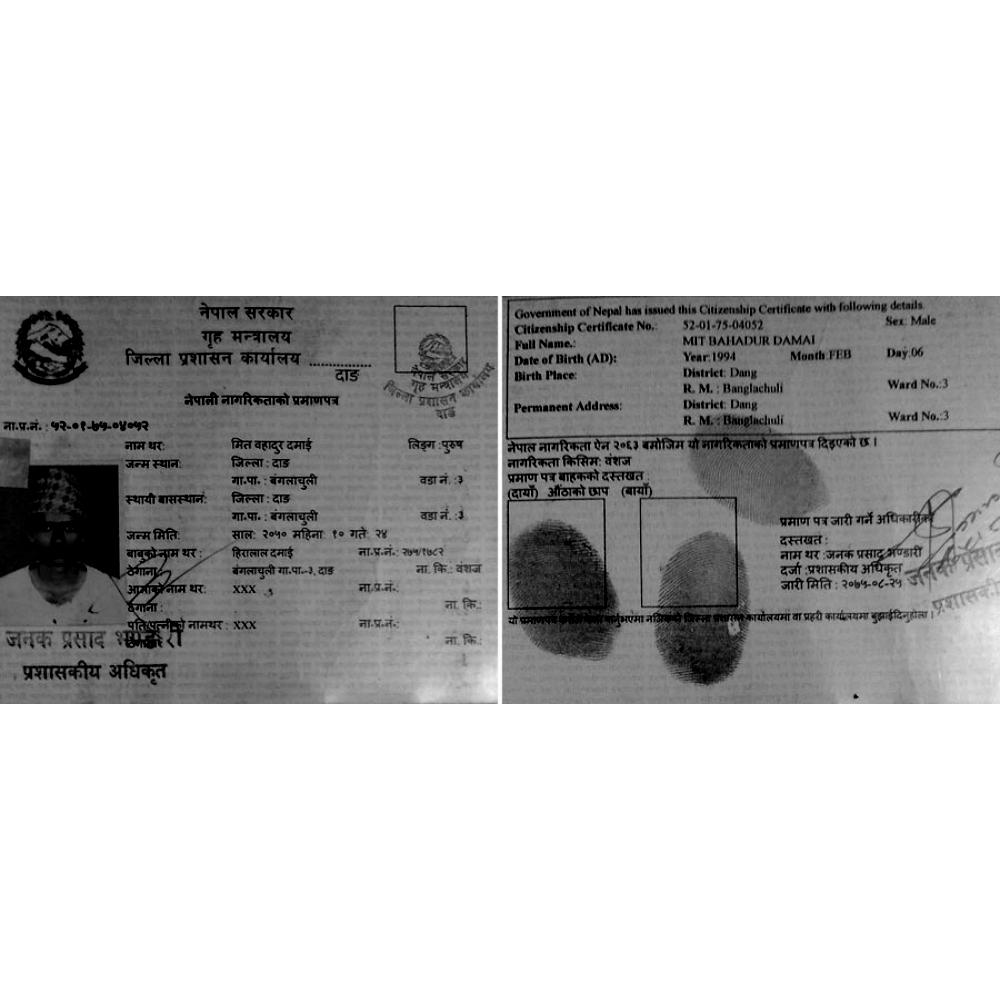 नेपाल सरकार
गृह मन्त्रालय
जिल्ला प्रशासन कार्यालय ..............
दाङ
नेपाल सरकार
गृह मन्त्रालय
जिल्ला प्रशासन कार्यालय
दाङ
नेपाली नागरिकताको प्रमाणपत्र
ना.प्र.नं. : ५२-०१-७५-०४०५२
नाम थर: मित वहादुर दमाई लिङ्ग :पुरुष
जन्म स्थान: जिल्ला : दाङ
गा.पा. : बंगलाचुली वडा नं. :३
स्थायी बासस्थान: जिल्ला : दाङ
गा.पा. : बंगलाचुली वडा नं. :३
जन्म मिति: साल: २०५० महिना: १० गते: २४
बाबुको नाम थर : हिरालाल दमाई ना.प्र.नं.: २७५/१७८२
ठेगाना: बंगलाचुली गा.पा.-३, दाङ ना. कि.: वंशज
आमाको नाम थर: XXX ना.प्र.नं.:
ठेगाना : ना. कि.:
पति/पत्नीको नामथर : XXX ना.प्र.नं.:
ना. कि.:
जनक प्रसाद भण्डारी
प्रशासकीय अधिकृत
Government of Nepal has issued this Citizenship Certificate with following details
Citizenship Certificate No.: 52-01-75-04052 Sex: Male
Full Name.: MIT BAHADUR DAMAI
Date of Birth (AD): Year:1994 Month:FEB Day:06
Birth Place: District: Dang
R. M. : Banglachuli Ward No.:3
Permanent Address: District: Dang
R. M. : Banglachuli Ward No.:3
नेपाल नागरिकता ऐन २०६३ बमोजिम यो नागरिकताको प्रमाणपत्र दिइएको छ ।
नागरिकता किसिम: वंशज
प्रमाण पत्र बाहकको दस्तखत :
(दायाँ) औंठाको छाप (बायाँ)
प्रमाण पत्र जारी गर्ने अधिकारीको
दस्तखत :
नाम थर :जनक प्रसाद भण्डारी
दर्जा :प्रशासकीय अधिकृत
जारी मिति : २०७५-०८-२५
जनक प्रसाद
प्रशासकीय
यो प्रमाणपत्र नजिकको जिल्ला प्रशासन कार्यालयमा वा प्रहरी कार्यालयमा बुझाईदिनुहोला ।